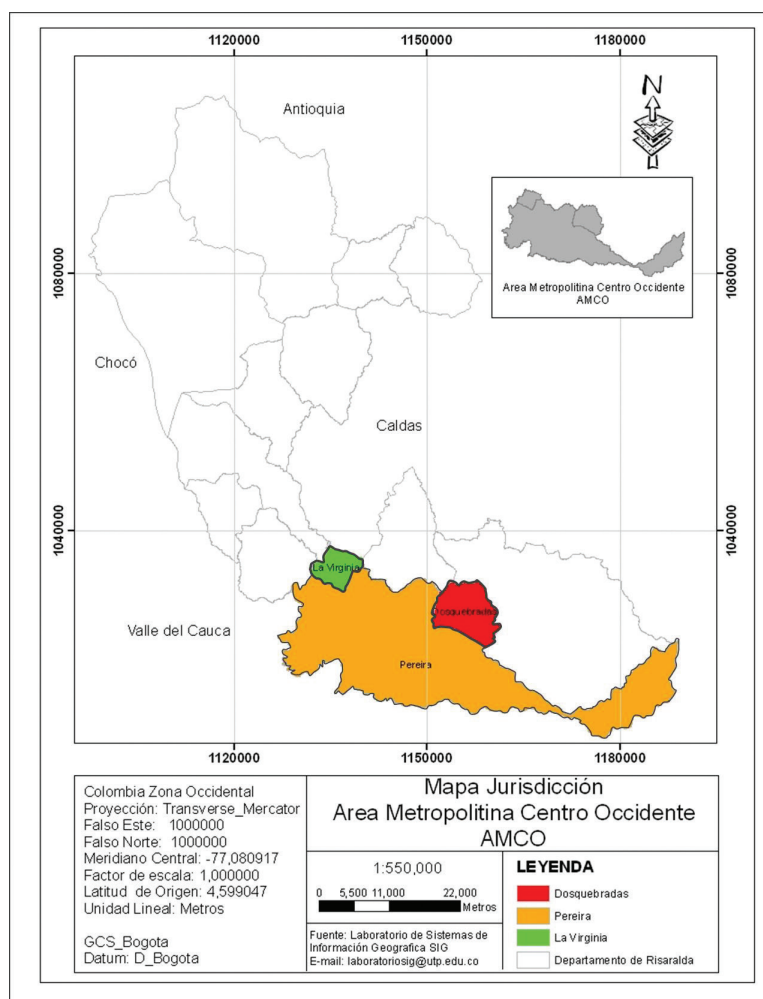 1120000 1150000 1180000
Antioquia
N
1080000 1080000
Area Metropolitina Centro Occidente
AMCO
Chocó
Caldas
1040000 1040000
La Virginia
Dosquebradas
Valle del Cauca
Pereira
1120000 1150000 1180000
Colombia Zona Occidental
Proyección: Transverse_Mercator
Falso Este: 1000000
Falso Norte: 1000000
Meridiano Central: -77,080917
Factor de escala: 1,000000
Latitud de Origen: 4,599047
Unidad Lineal: Metros
GCS_Bogota
Datum: D_Bogota
Mapa Jurisdicción
Area Metropolitina Centro Occidente
AMCO
1:550,000
0 5,500 11,000 22,000
Metros
Fuente: Laboratorio de Sistemas de
Información Geografica SIG
E-mail: laboratoriosig@utp.edu.co
LEYENDA
Dosquebradas
Pereira
La Virginia
Departamento de Risaralda